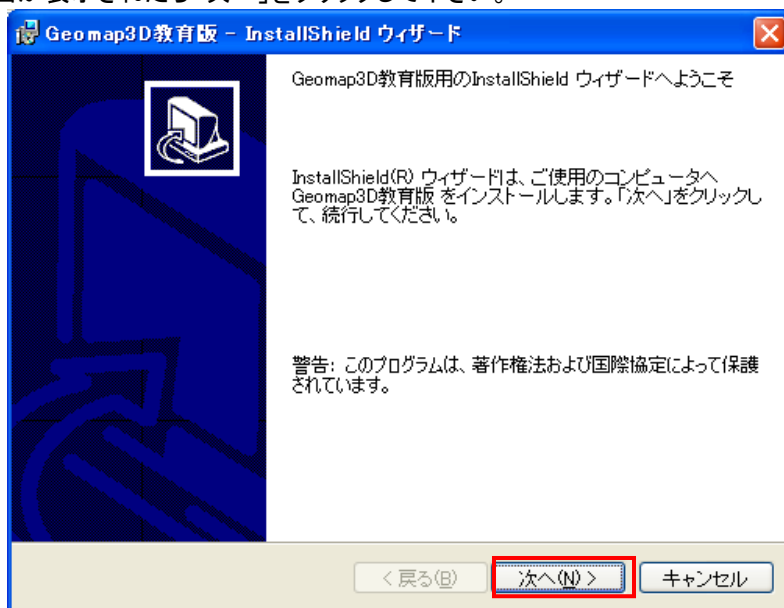 Geomap3D教育版 - InstallShield ウィザード
Geomap3D教育版用のInstallShield ウィザードへようこそ
InstallShield(R) ウィザードは、ご使用のコンピュータへ
Geomap3D教育版 をインストールします。「次へ」をクリックし
て、続行してください。
警告: このプログラムは、著作権法および国際協定によって保護
されています。
< 戻る(B)
次へ(N) >
キャンセル